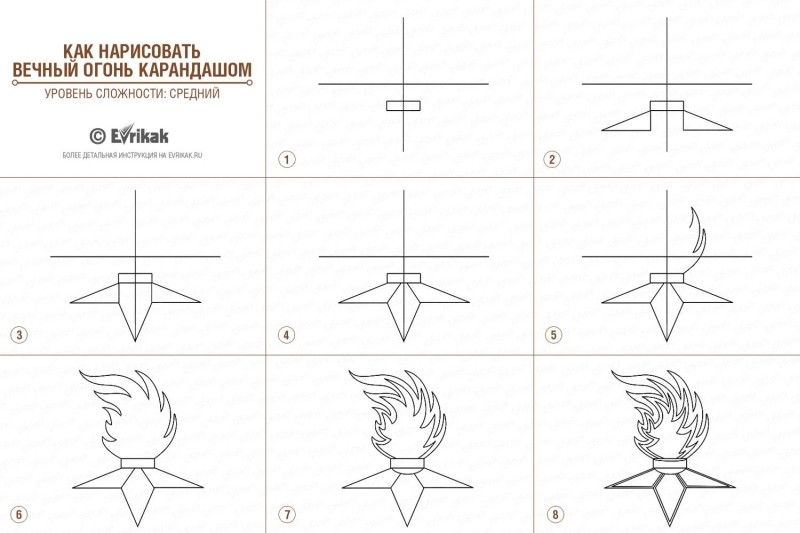 КАК НАРИСОВАТЬ
ВЕЧНЫЙ ОГОНЬ КАРАНДАШОМ
УРОВЕНЬ СЛОЖНОСТИ: СРЕДНИЙ
© Evrikak
БОЛЕЕ ДЕТАЛЬНАЯ ИНСТРУКЦИЯ НА EVRIKAK.RU
1
2
3
4
5
6
7
8